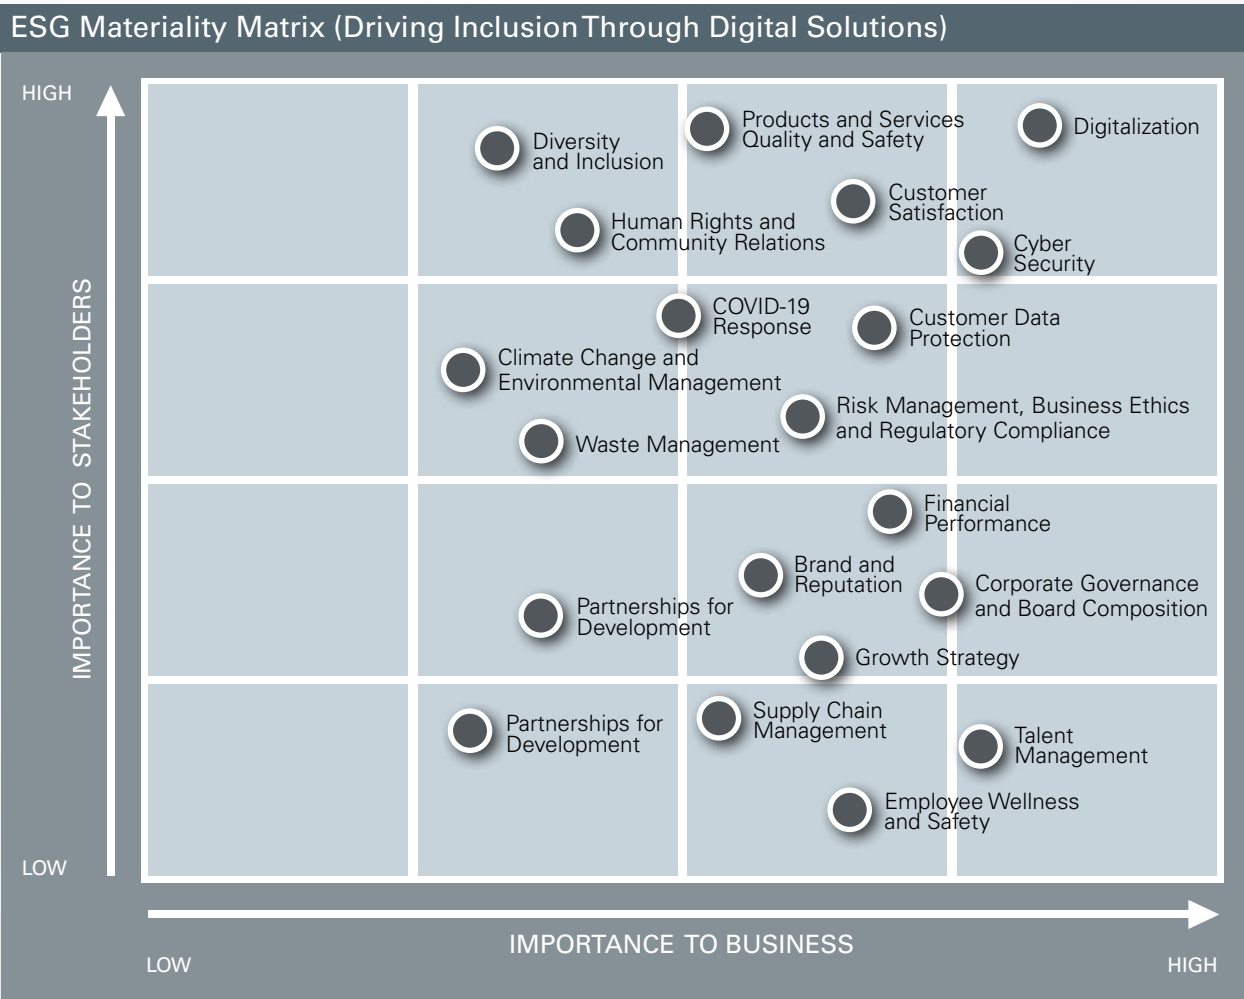 ESG Materiality Matrix (Driving Inclusion Through Digital Solutions)
HIGH
IMPORTANCE TO STAKEHOLDERS
LOW
Diversity
and Inclusion
Products and Services
Quality and Safety
Digitalization
Human Rights and
Community Relations
Customer
Satisfaction
Cyber
Security
COVID-19
Response
Customer Data
Protection
Climate Change and
Environmental Management
Risk Management, Business Ethics
and Regulatory Compliance
Waste Management
Financial
Performance
Brand and
Reputation
Corporate Governance
and Board Composition
Partnerships for
Development
Growth Strategy
Partnerships for
Development
Supply Chain
Management
Talent
Management
Employee Wellness
and Safety
IMPORTANCE TO BUSINESS
LOW
HIGH